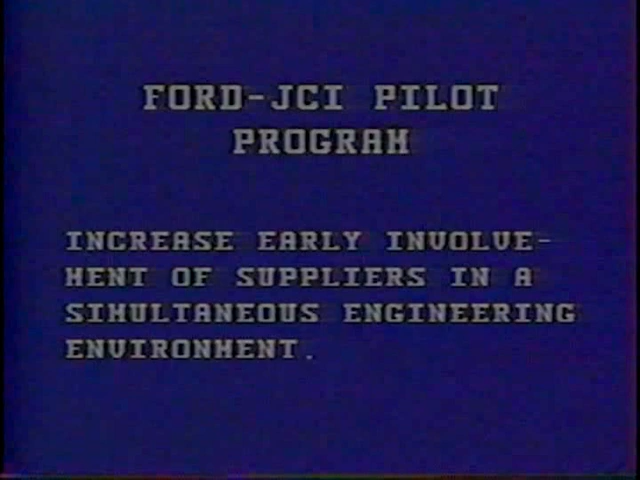 FORD-JCI PILOT
PROGRAM
INCREASE EARLY INVOLVE-
MENT OF SUPPLIERS IN A
SIMULTANEOUS ENGINEERING
ENVIRONMENT.